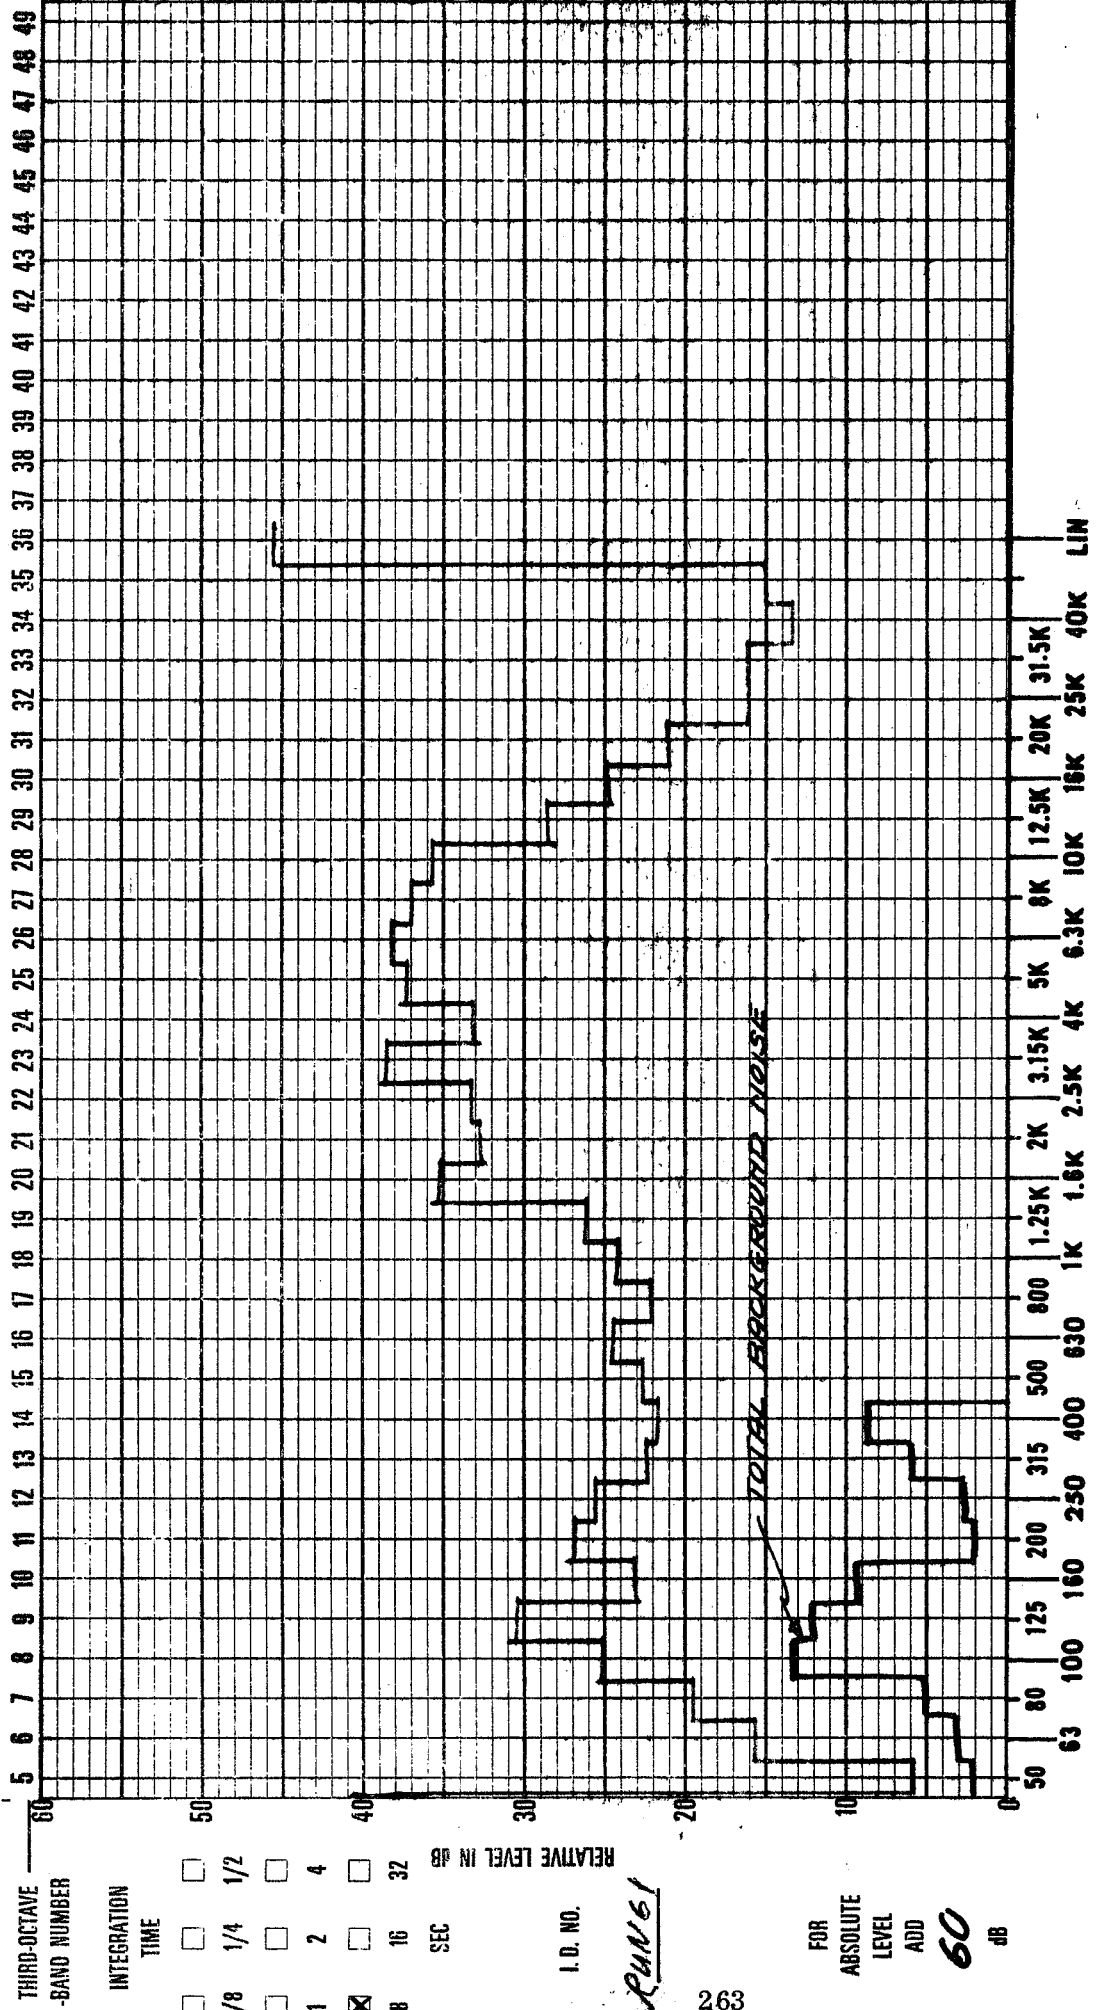 THIRD-OCTAVE
-BAND NUMBER
5 6 7 8 9 10 11 12 13 14 15 16 17 18 19 20 21 22 23 24 25 26 27 28 29 30 31 32 33 34 35 36 37 38 39 40 41 42 43 44 45 46 47 48 49
INTEGRATION
TIME
/8 1/4 1/2
1 2 4
8 16 32
SEC
RELATIVE LEVEL IN dB
60
50
40
30
20
10
0
I. D. NO.
RUN 61
FOR
ABSOLUTE
LEVEL
ADD
60
dB
TOTAL BACKGROUND NOISE
50 80 125 200 315 500 800 1.25K 2K 3.15K 5K 8K 12.5K 20K 31.5K
63 100 160 250 400 630 1K 1.6K 2.5K 4K 6.3K 10K 16K 25K 40K LIN
263